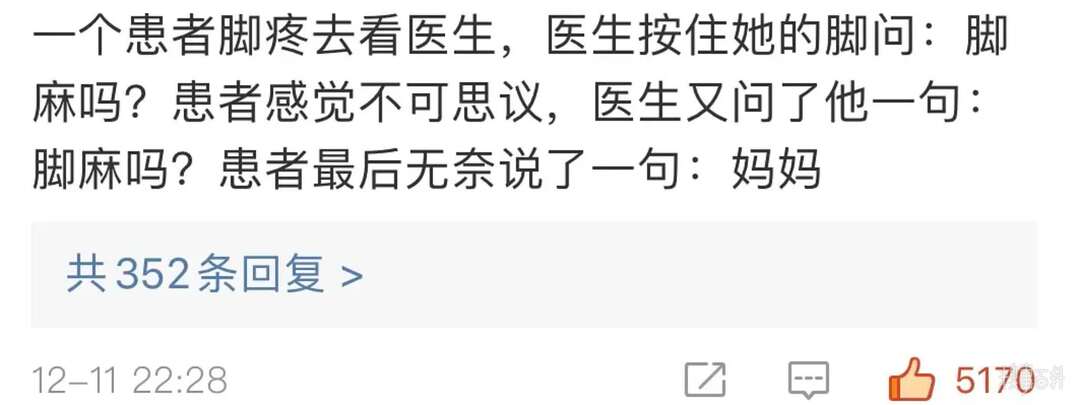 一个患者脚疼去看医生，医生按住她的脚问：脚
麻吗？患者感觉不可思议，医生又问了他一句：
脚麻吗？患者最后无奈说了一句：妈妈
共352条回复 >
12-11 22:28
5170